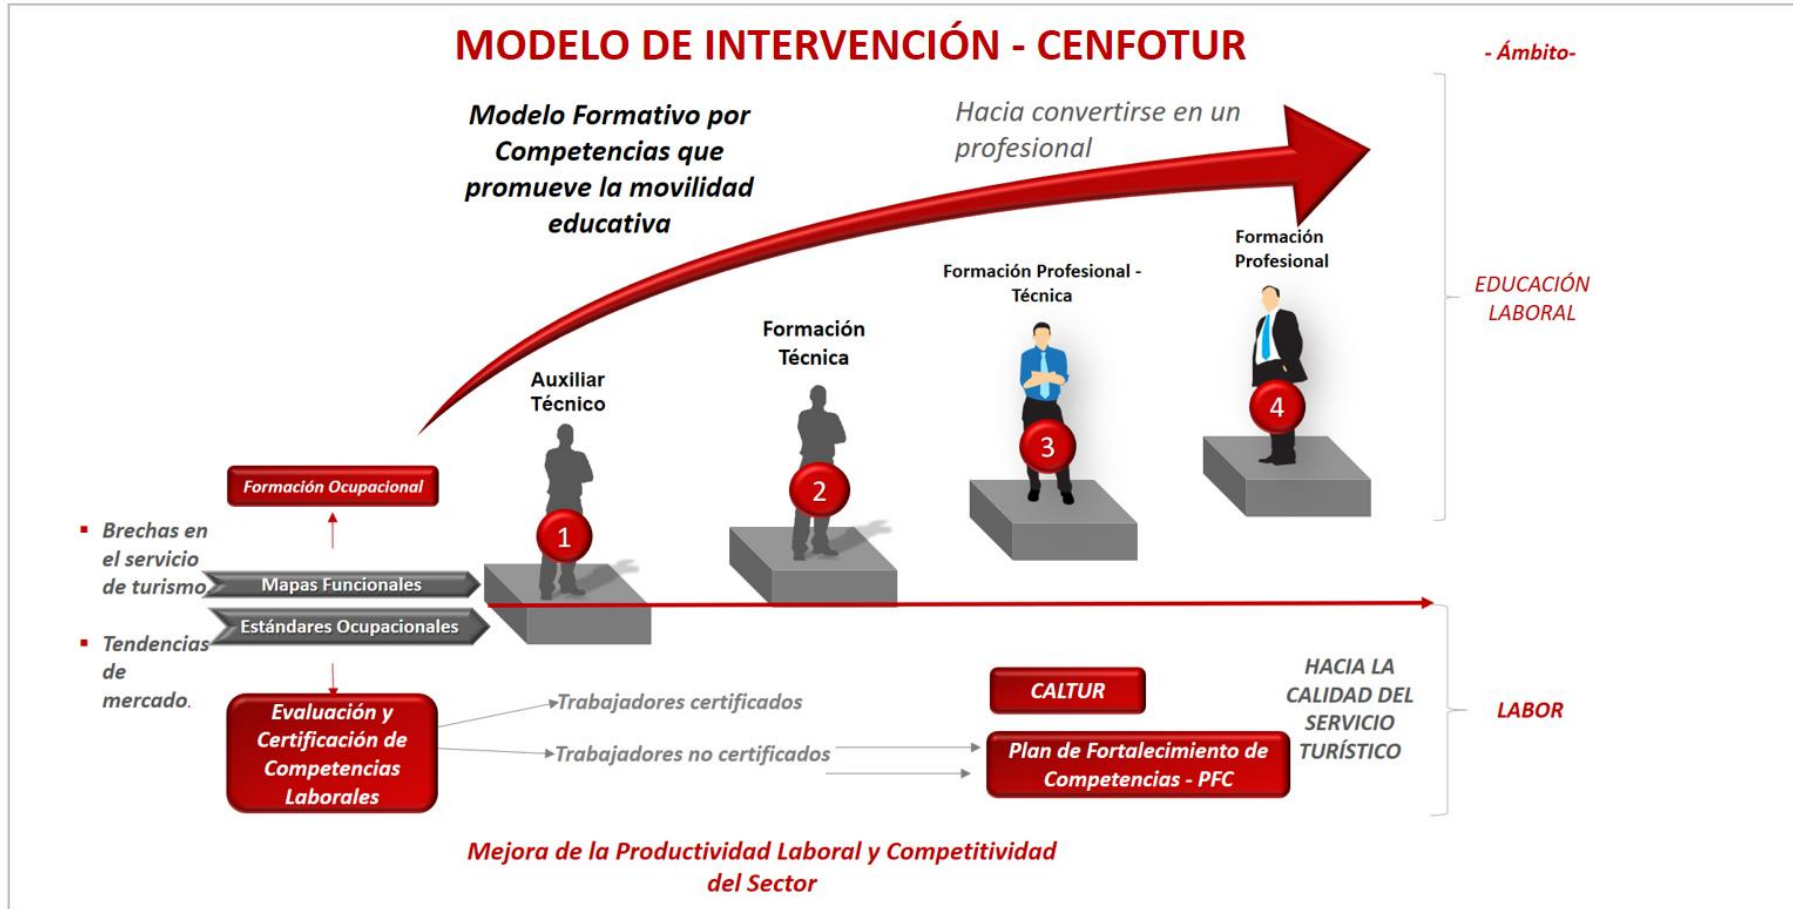 MODELO DE INTERVENCIÓN - CENFOTUR
- Ámbito-
Modelo Formativo por
Competencias que
promueve la movilidad
educativa
Hacia convertirse en un
profesional
Formación
Profesional
Formación Profesional -
Técnica
Formación
Técnica
Auxiliar
Técnico
EDUCACIÓN
LABORAL
1
2
3
4
Formación Ocupacional
▪ Brechas en
el servicio
de turismo
Mapas Funcionales
Estándares Ocupacionales
▪ Tendencias
de
mercado.
Evaluación y
Certificación de
Competencias
Laborales
Trabajadores certificados
Trabajadores no certificados
CALTUR
Plan de Fortalecimiento de
Competencias - PFC
HACIA LA
CALIDAD DEL
SERVICIO
TURÍSTICO
LABOR
Mejora de la Productividad Laboral y Competitividad
del Sector